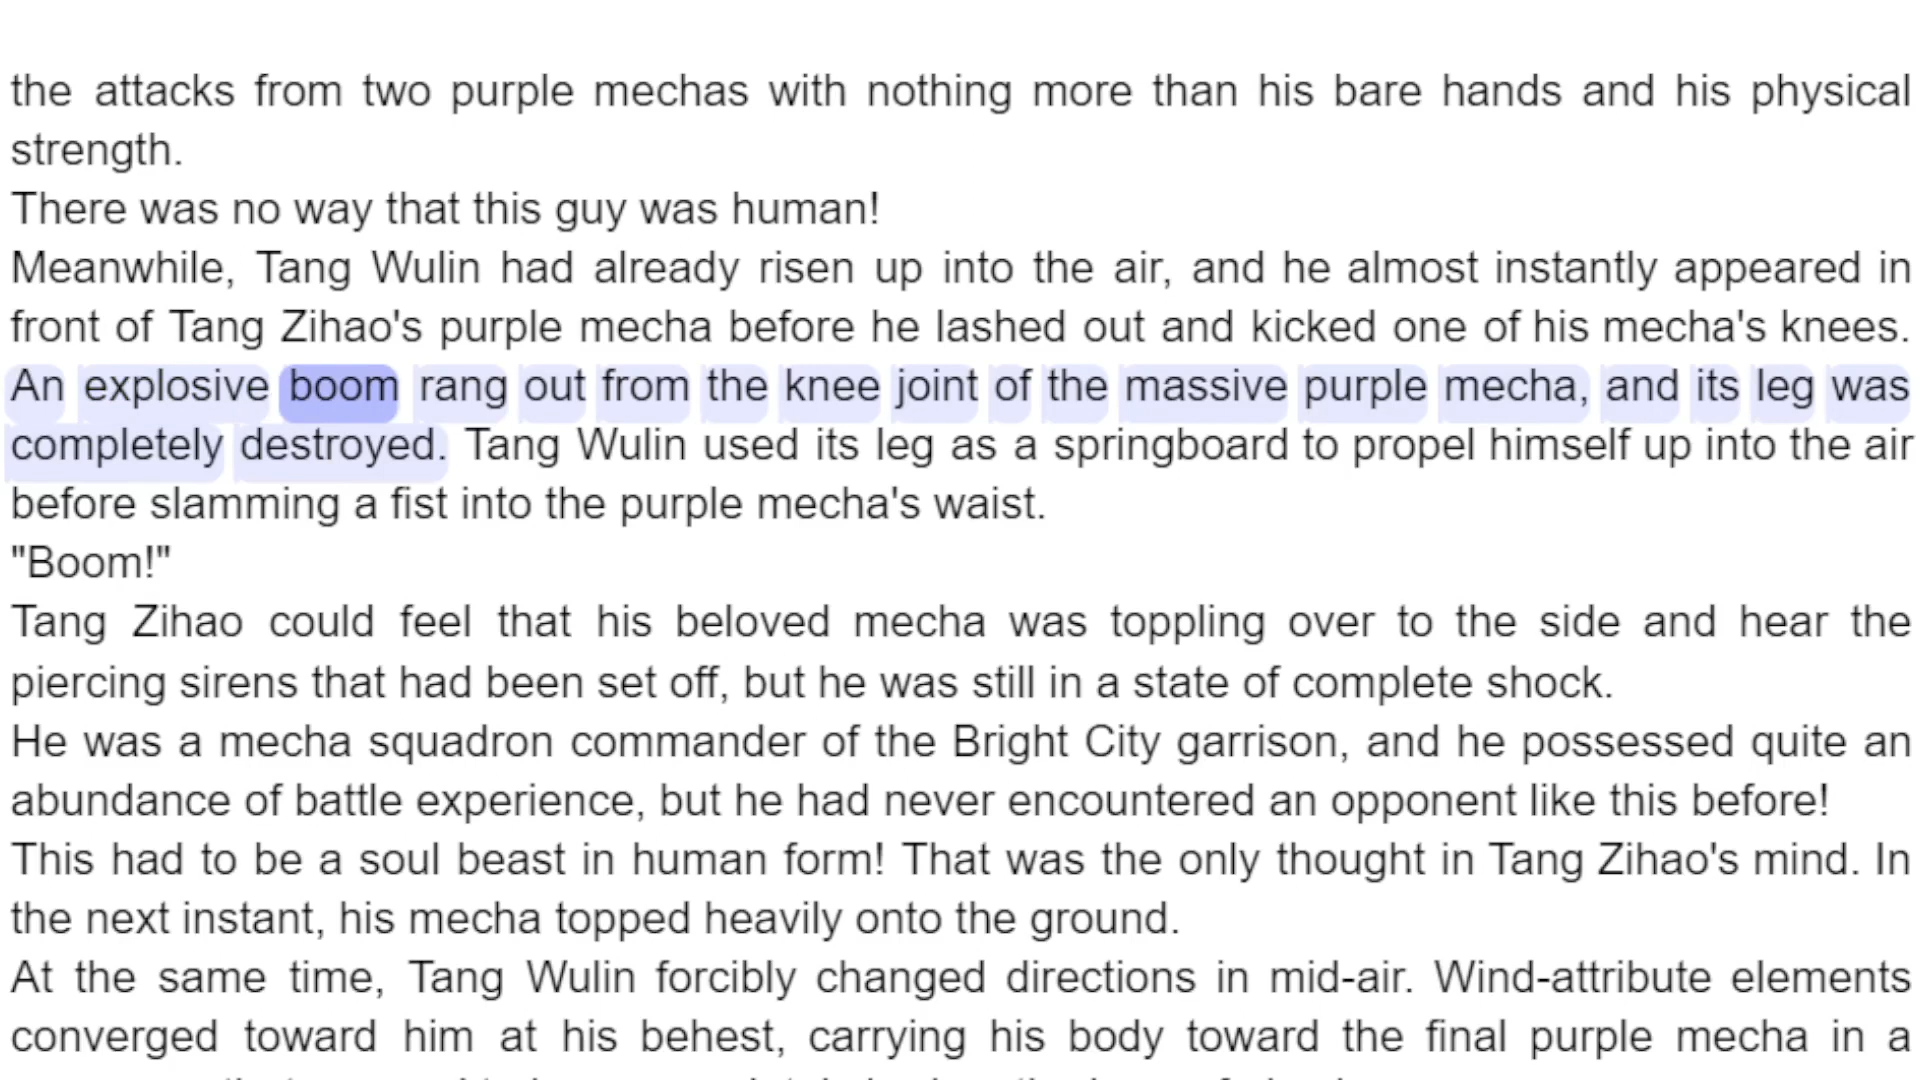 the attacks from two purple mechas with nothing more than his bare hands and his physical
strength.
There was no way that this guy was human!
Meanwhile, Tang Wulin had already risen up into the air, and he almost instantly appeared in
front of Tang Zihao's purple mecha before he lashed out and kicked one of his mecha's knees.
An explosive boom rang out from the knee joint of the massive purple mecha, and its leg was
completely destroyed. Tang Wulin used its leg as a springboard to propel himself up into the air
before slamming a fist into the purple mecha's waist.
"Boom!"
Tang Zihao could feel that his beloved mecha was toppling over to the side and hear the
piercing sirens that had been set off, but he was still in a state of complete shock.
He was a mecha squadron commander of the Bright City garrison, and he possessed quite an
abundance of battle experience, but he had never encountered an opponent like this before!
This had to be a soul beast in human form! That was the only thought in Tang Zihao's mind. In
the next instant, his mecha topped heavily onto the ground.
At the same time, Tang Wulin forcibly changed directions in mid-air. Wind-attribute elements
converged toward him at his behest, carrying his body toward the final purple mecha in a